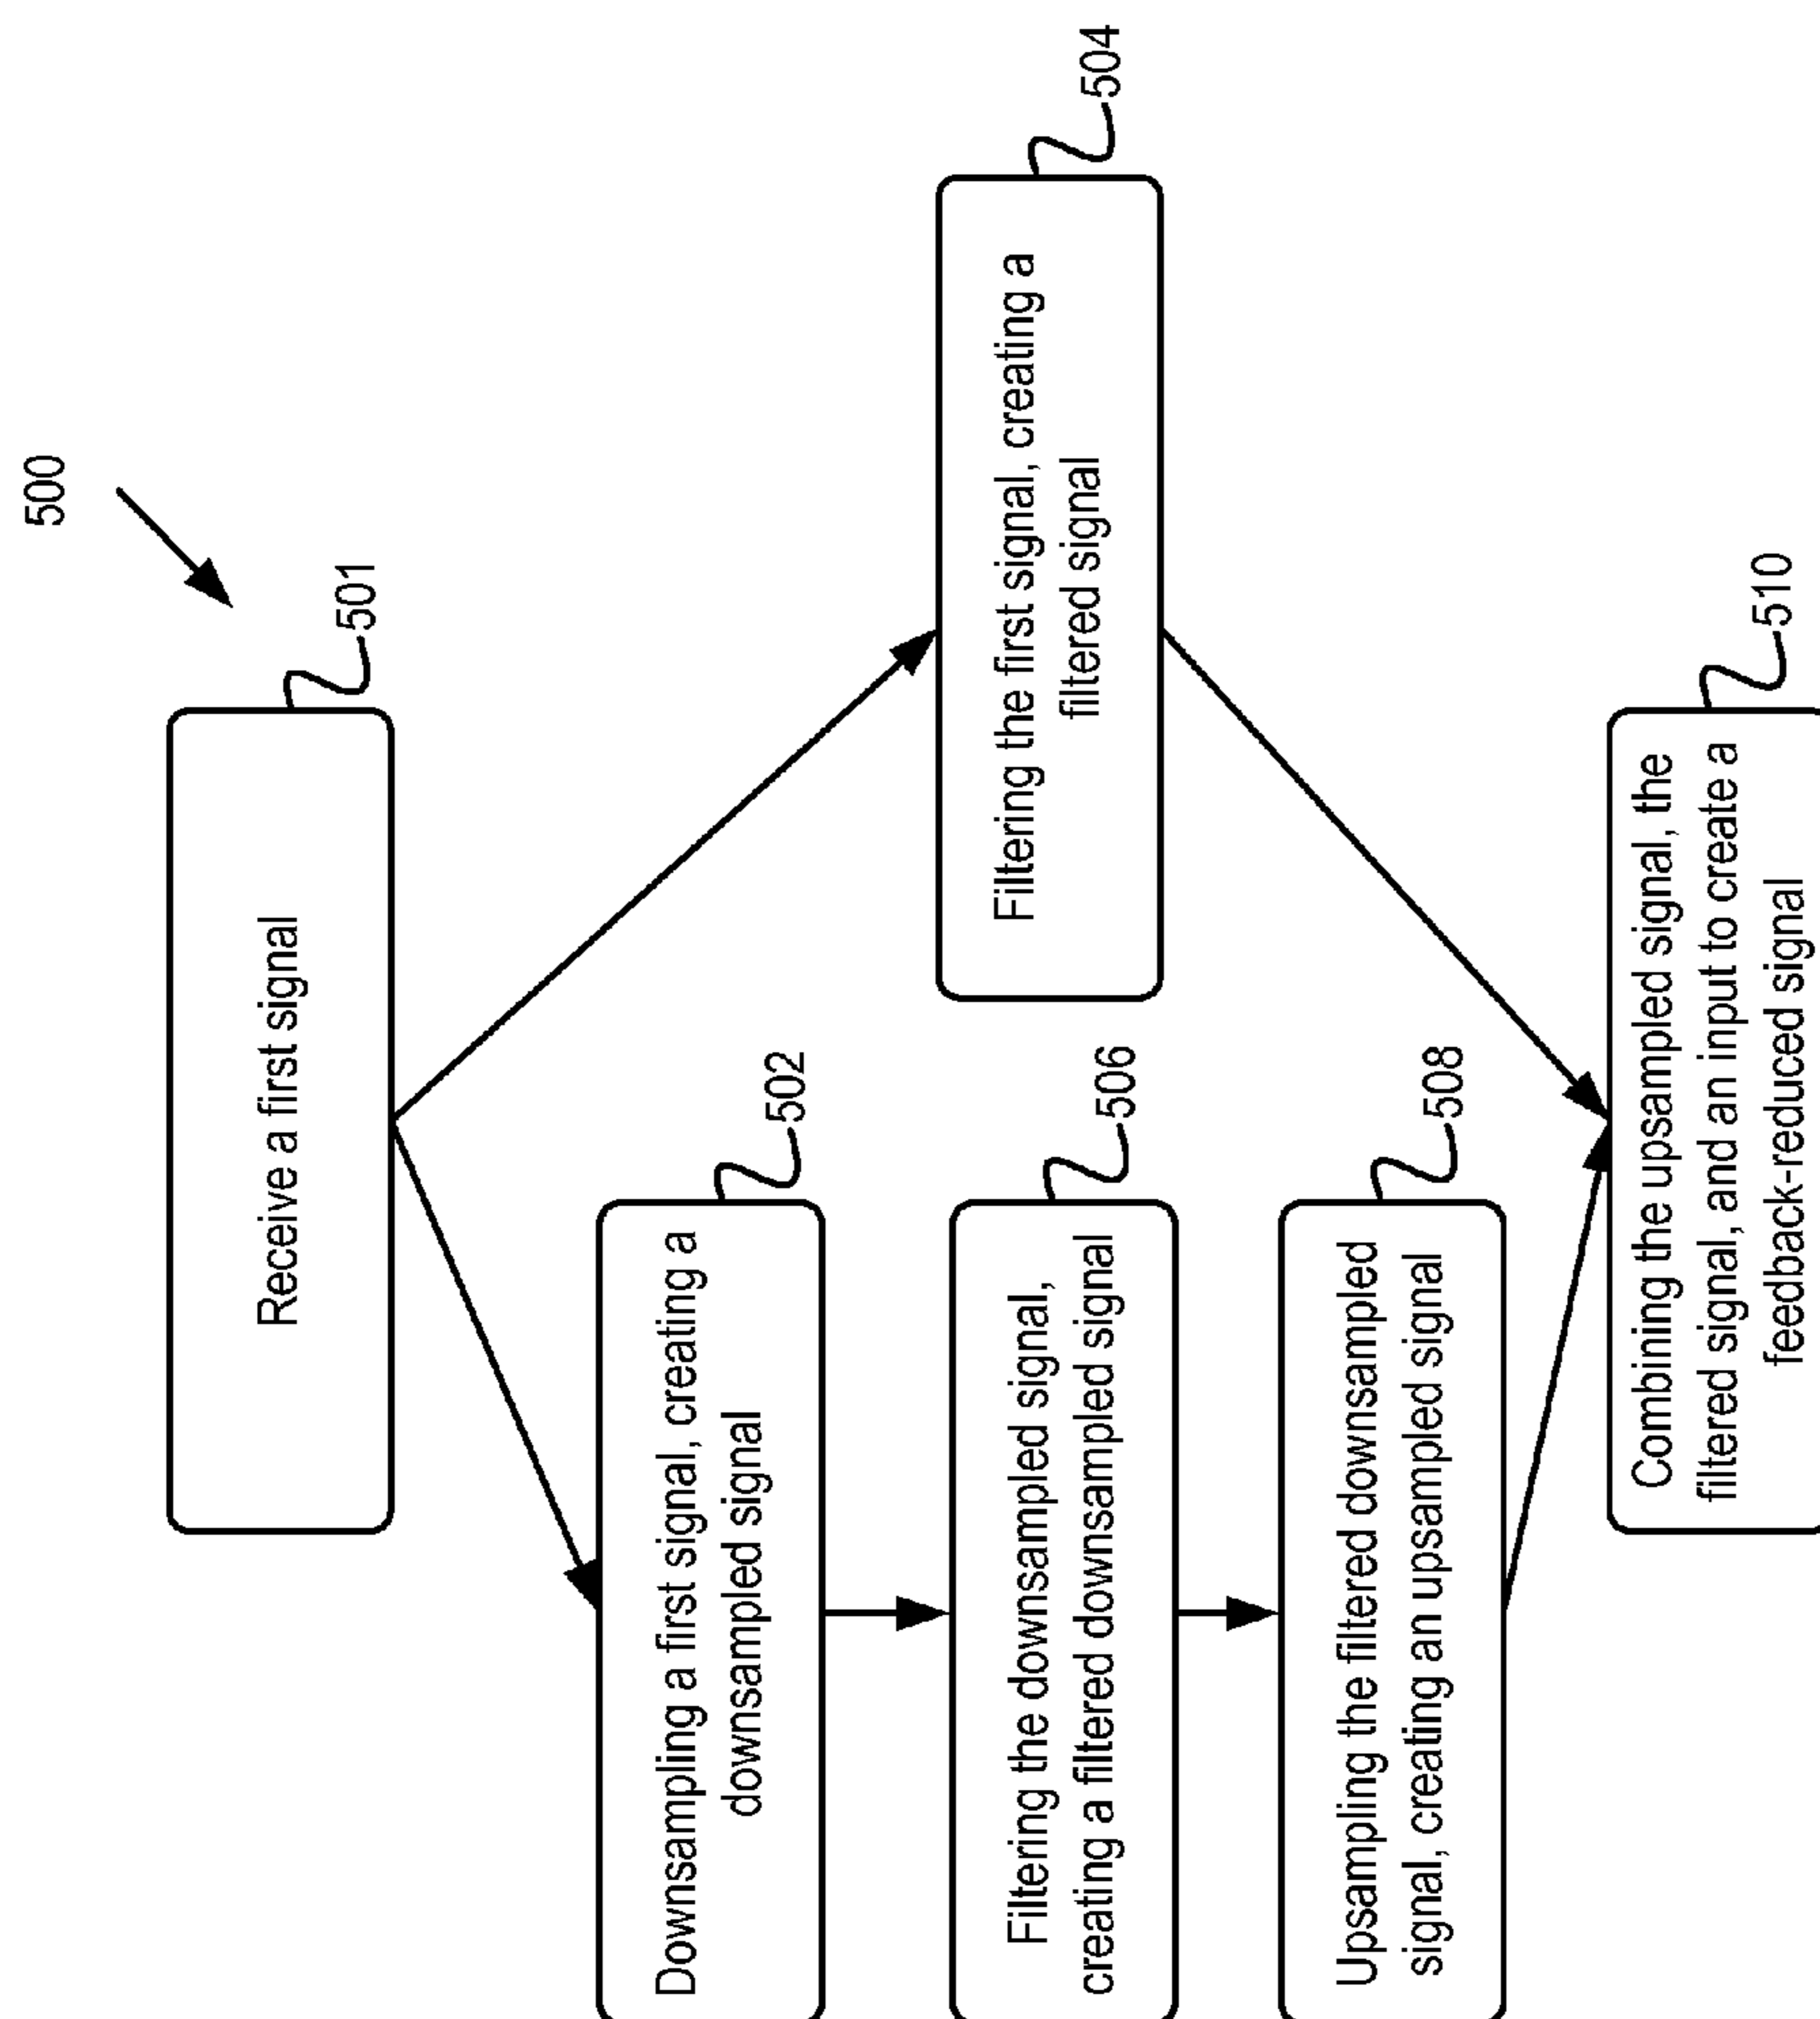 500
Receive a first signal
501
Downsampling a first signal, creating a
downsampled signal
502
Filtering the first signal, creating a
filtered signal
504
Filtering the downsampled signal,
creating a filtered downsampled signal
506
Upsampling the filtered downsampled
signal, creating an upsampled signal
508
Combining the upsampled signal, the
filtered signal, and an input to create a
feedback-reduced signal
510